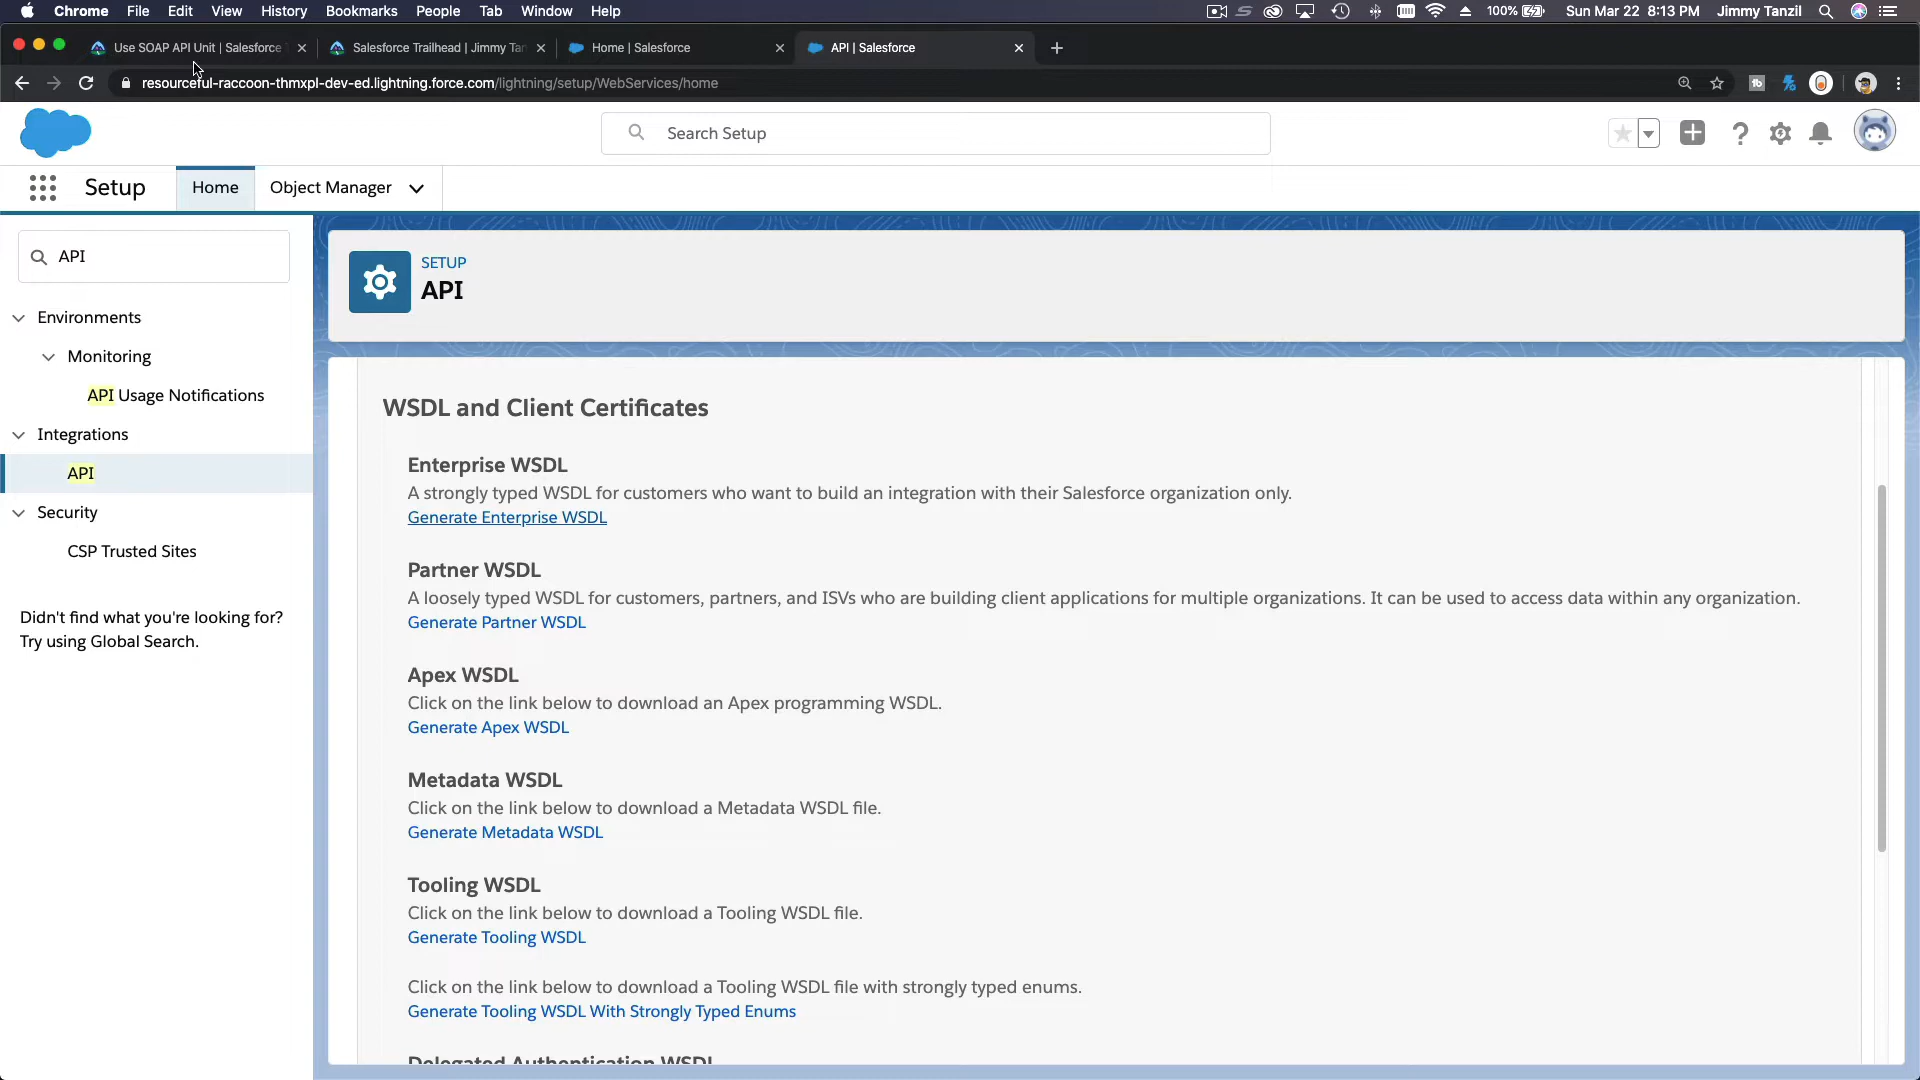 Chrome File Edit View History Bookmarks People Tab Window Help 100% Sun Mar 22 8:13 PM Jimmy Tanzil
Use SOAP API Unit | Salesforce
Salesforce Trailhead | Jimmy Tan
Home | Salesforce
API | Salesforce
resourceful-raccoon-thmxpl-dev-ed.lightning.force.com/lightning/setup/WebServices/home
Search Setup
Setup Home Object Manager
API
Environments
Monitoring
API Usage Notifications
Integrations
API
Security
CSP Trusted Sites
Didn't find what you're looking for?
Try using Global Search.
SETUP
API
WSDL and Client Certificates
Enterprise WSDL
A strongly typed WSDL for customers who want to build an integration with their Salesforce organization only.
Generate Enterprise WSDL
Partner WSDL
A loosely typed WSDL for customers, partners, and ISVs who are building client applications for multiple organizations. It can be used to access data within any organization.
Generate Partner WSDL
Apex WSDL
Click on the link below to download an Apex programming WSDL.
Generate Apex WSDL
Metadata WSDL
Click on the link below to download a Metadata WSDL file.
Generate Metadata WSDL
Tooling WSDL
Click on the link below to download a Tooling WSDL file.
Generate Tooling WSDL
Click on the link below to download a Tooling WSDL file with strongly typed enums.
Generate Tooling WSDL With Strongly Typed Enums
Delegated Authentication WSDL